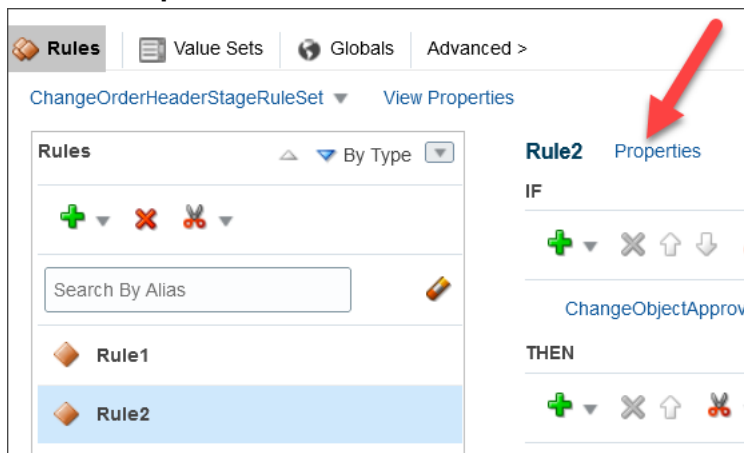 Rules Value Sets Globals Advanced >
ChangeOrderHeaderStageRuleSet View Properties
Rules By Type
Search By Alias
Rule1
Rule2
Rule2 Properties
IF
ChangeObjectApprov
THEN